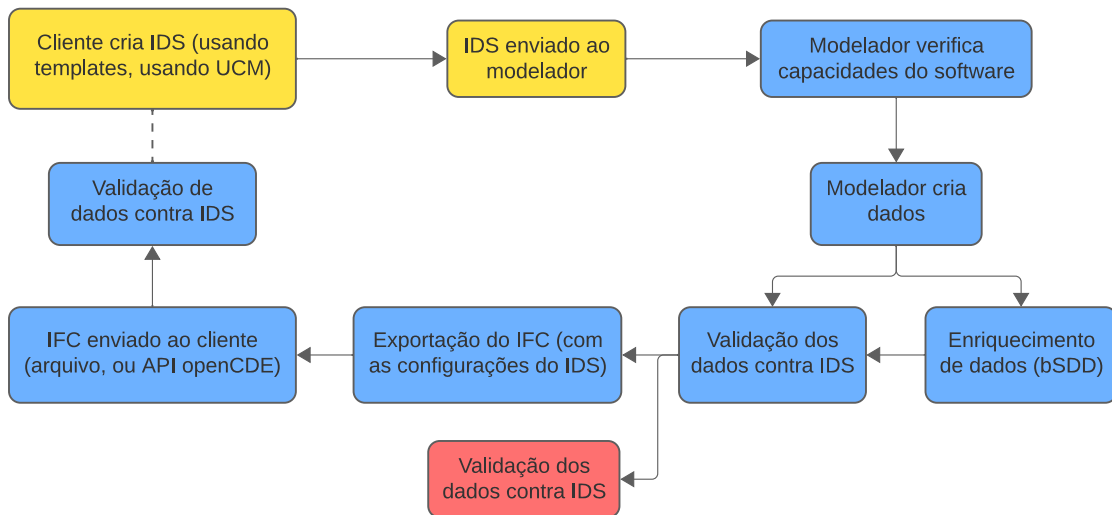 Cliente cria IDS (usando
templates, usando UCM)
IDS enviado ao
modelador
Modelador verifica
capacidades do software
Modelador cria
dados
Validação de
dados contra IDS
IFC enviado ao cliente
(arquivo, ou API openCDE)
Exportação do IFC (com
as configurações do IDS)
Validação dos
dados contra IDS
Enriquecimento
de dados (bSDD)
Validação dos
dados contra IDS